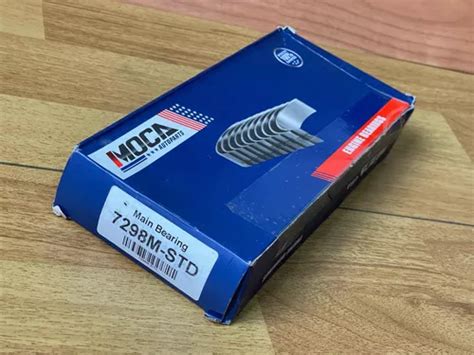 MOCA
AUTOPARTS
ENGINE BEARINGS
Main Bearing
7298M-STD